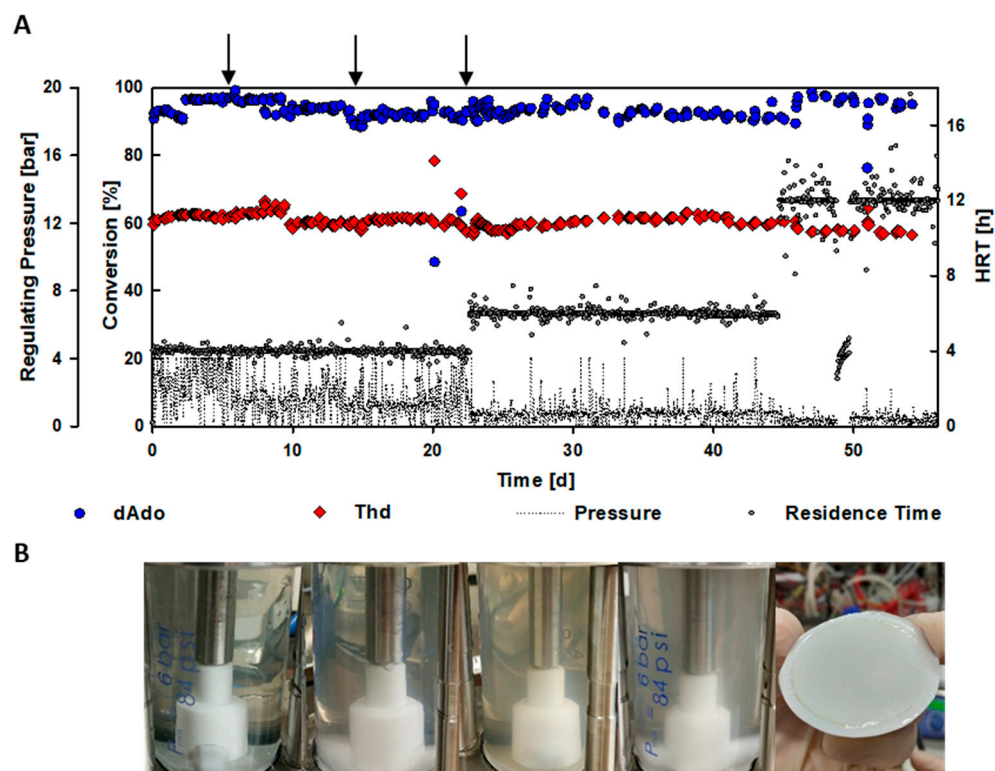 A
Regulating Pressure [bar]
20
16
12
8
4
0
Conversion [%]
100
80
60
40
20
0
HRT [h]
16
12
8
4
0
0 10 20 30 40 50
Time [d]
dAdo Thd Pressure Residence Time
B
= 6 bar
84 psi
= 6 bar
84 psi